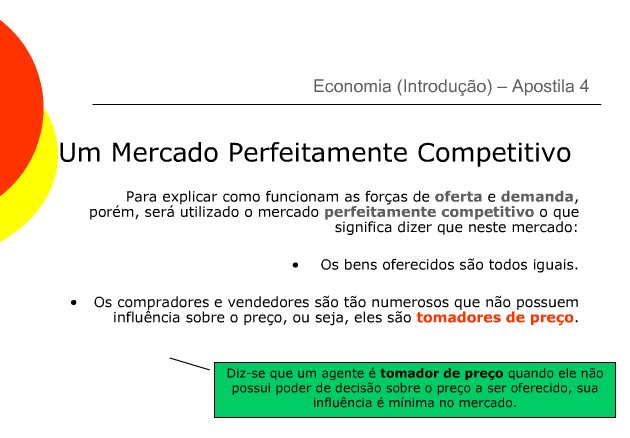 Economia (Introdução) – Apostila 4
Um Mercado Perfeitamente Competitivo
Para explicar como funcionam as forças de oferta e demanda,
porém, será utilizado o mercado perfeitamente competitivo o que
significa dizer que neste mercado:
• Os bens oferecidos são todos iguais.
• Os compradores e vendedores são tão numerosos que não possuem
influência sobre o preço, ou seja, eles são tomadores de preço.
Diz-se que um agente é tomador de preço quando ele não
possui poder de decisão sobre o preço a ser oferecido, sua
influência é mínima no mercado.